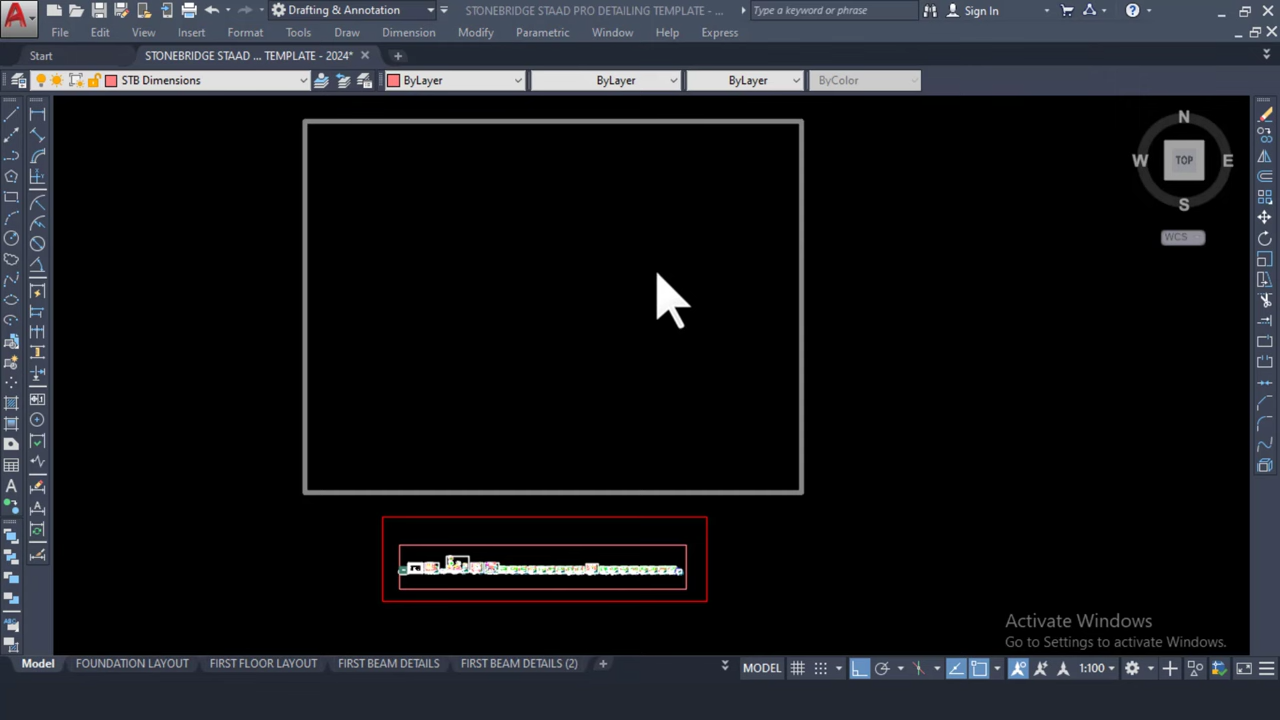 STONEBRIDGE STAAD PRO DETAILING TEMPLATE - ...
Drafting & Annotation
Type a keyword or phrase
Sign In
File Edit View Insert Format Tools Draw Dimension Modify Parametric Window Help Express
Start
STONEBRIDGE STAAD ... TEMPLATE - 2024*
STB Dimensions
ByLayer
ByLayer
ByLayer
ByColor
N
W TOP E
S
WCS
Activate Windows
Go to Settings to activate Windows.
Model FOUNDATION LAYOUT FIRST FLOOR LAYOUT FIRST BEAM DETAILS FIRST BEAM DETAILS (2)
MODEL
1:100